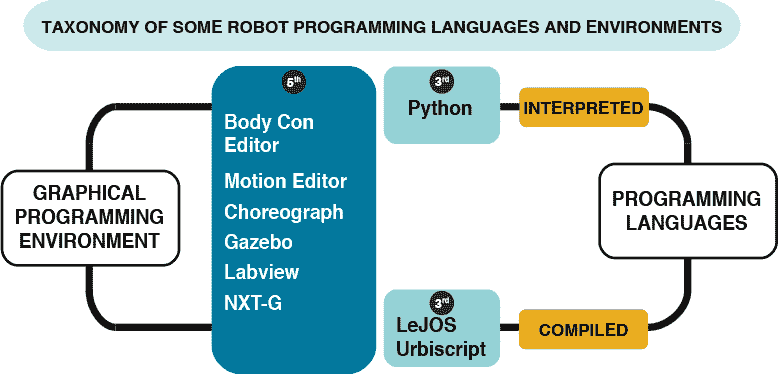 TAXONOMY OF SOME ROBOT PROGRAMMING LANGUAGES AND ENVIRONMENTS
GRAPHICAL
PROGRAMMING
ENVIRONMENT
5th
Body Con
Editor
Motion Editor
Choreograph
Gazebo
Labview
NXT-G
3rd
Python
INTERPRETED
3rd
LeJOS
Urbiscript
COMPILED
PROGRAMMING
LANGUAGES